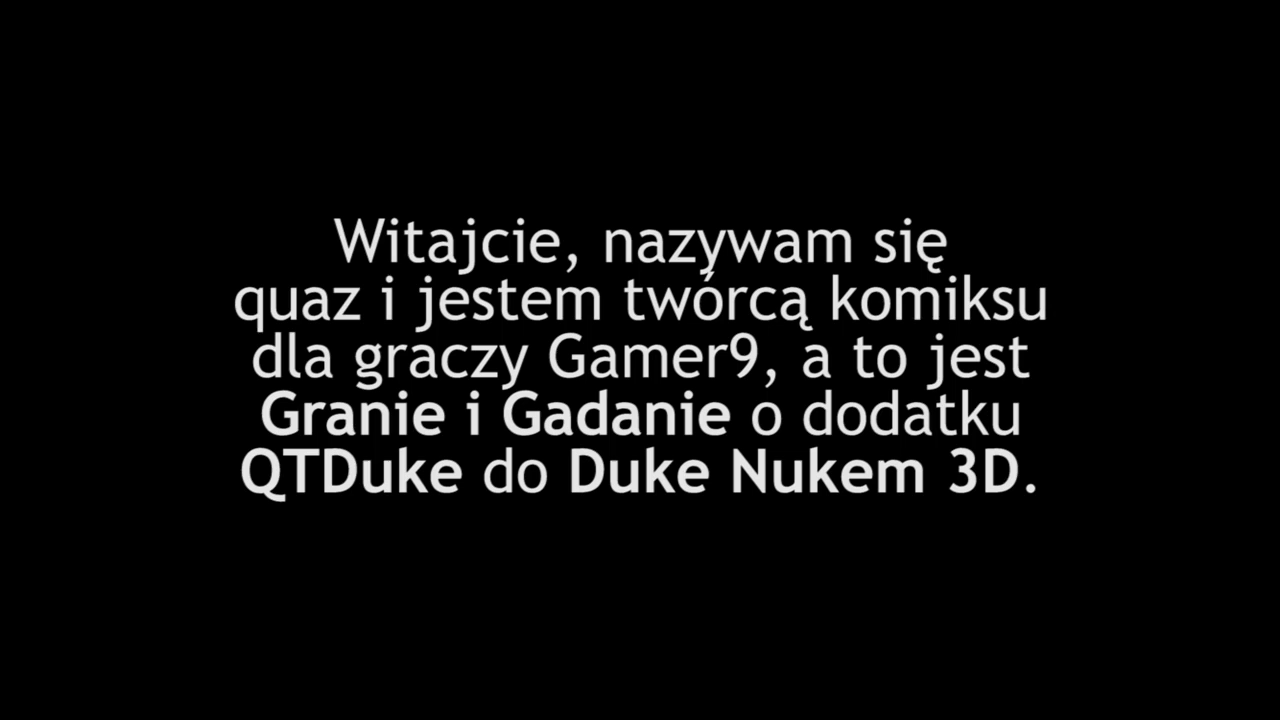 Witajcie, nazywam się
quaz i jestem twórcą komiksu
dla graczy Gamer9, a to jest
Granie i Gadanie o dodatku
QTDuke do Duke Nukem 3D.